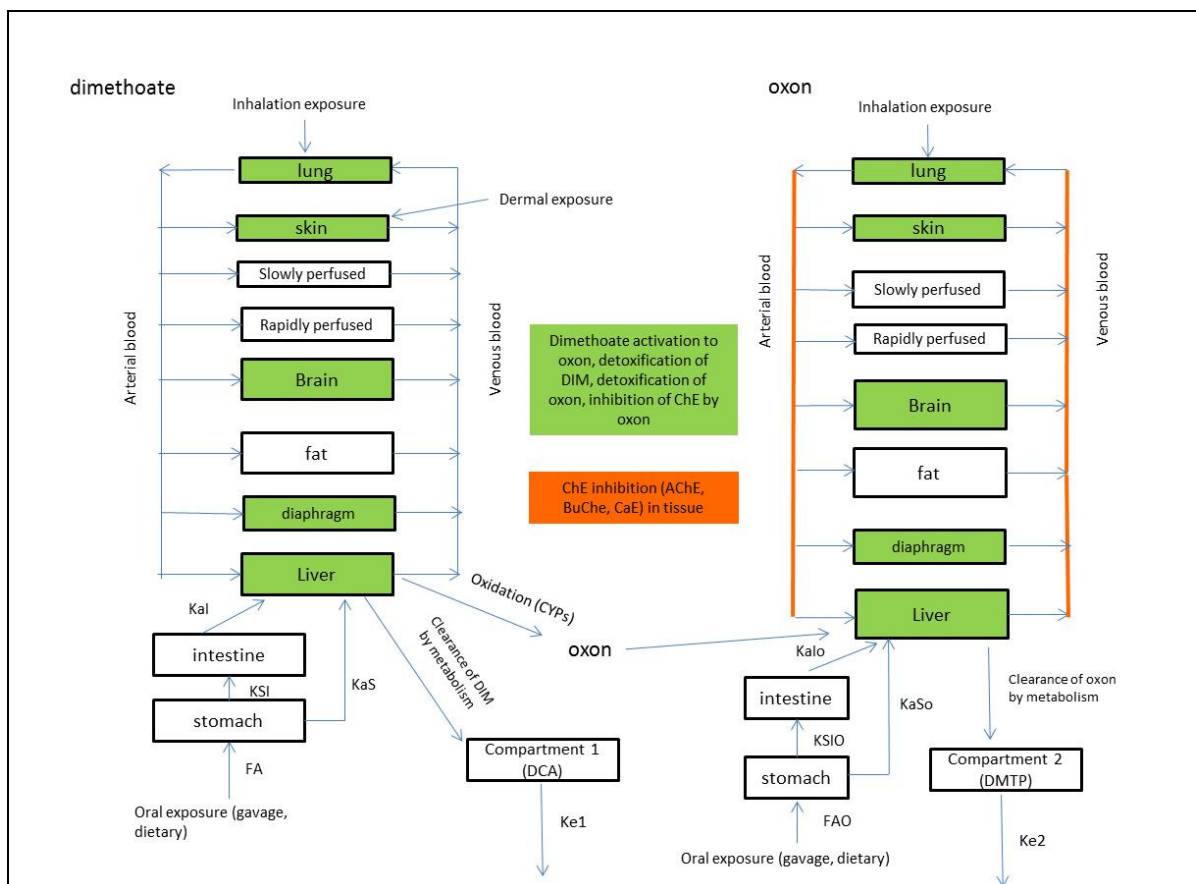 dimethoate
Inhalation exposure
lung
Dermal exposure
skin
Slowly perfused
Rapidly perfused
Brain
fat
diaphragm
Liver
Arterial blood
Venous blood
KaI
intestine
KSI
KaS
stomach
FA
Oral exposure (gavage,
dietary)
Oxidation (CYPs)
Clearance of DIM
by metabolism
oxon
Compartment 1
(DCA)
Ke1
Dimethoate activation to
oxon, detoxification of
DIM, detoxification of
oxon, inhibition of ChE by
oxon
ChE inhibition (AChE,
BuChe, CaE) in tissue
oxon
Inhalation exposure
lung
skin
Slowly perfused
Rapidly perfused
Brain
fat
diaphragm
Liver
Arterial blood
Venous blood
KaIo
intestine
KSIO
KaSo
stomach
FAO
Oral exposure (gavage, dietary)
Clearance of oxon
by metabolism
Compartment 2
(DMTP)
Ke2